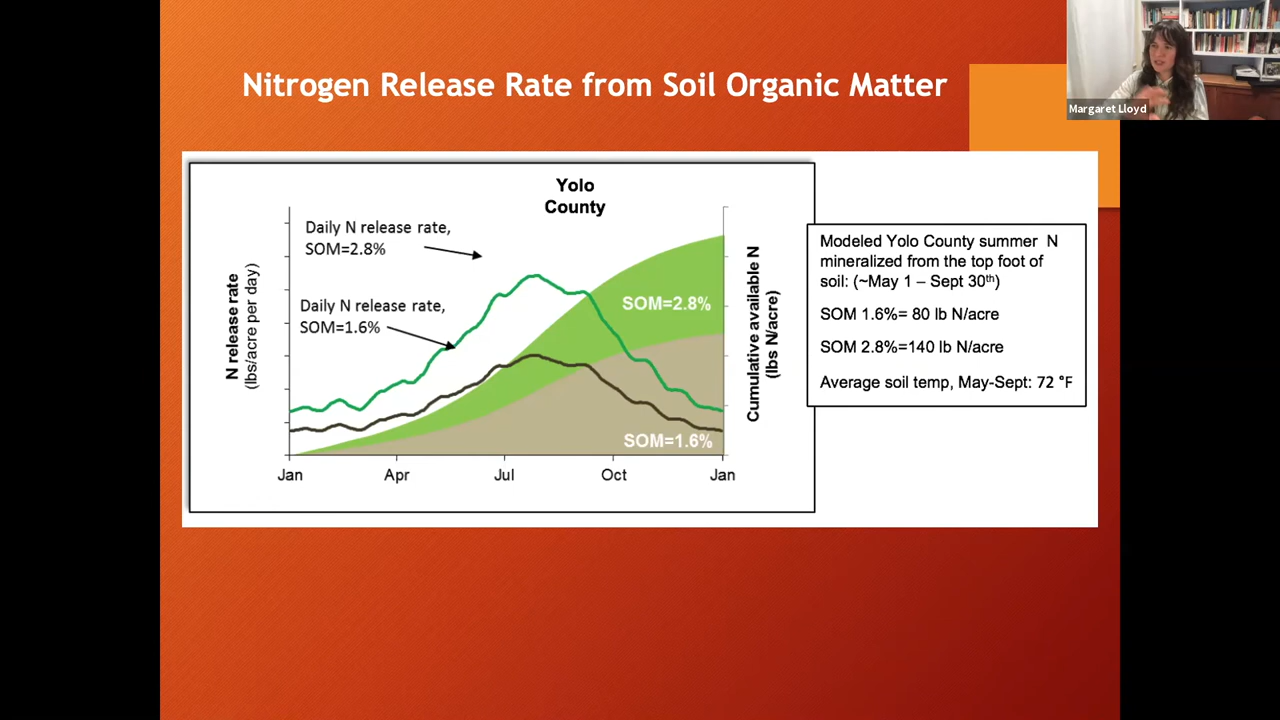 Nitrogen Release Rate from Soil Organic Matter
Margaret Lloyd
Yolo
County
Daily N release rate,
SOM=2.8%
Daily N release rate,
SOM=1.6%
N release rate
(lbs/acre per day)
SOM=2.8%
SOM=1.6%
Cumulative available N
(lbs N/acre)
Jan
Apr
Jul
Oct
Jan
Modeled Yolo County summer N
mineralized from the top foot of
soil: (~May 1 – Sept 30th)
SOM 1.6%= 80 lb N/acre
SOM 2.8%=140 lb N/acre
Average soil temp, May-Sept: 72 °F